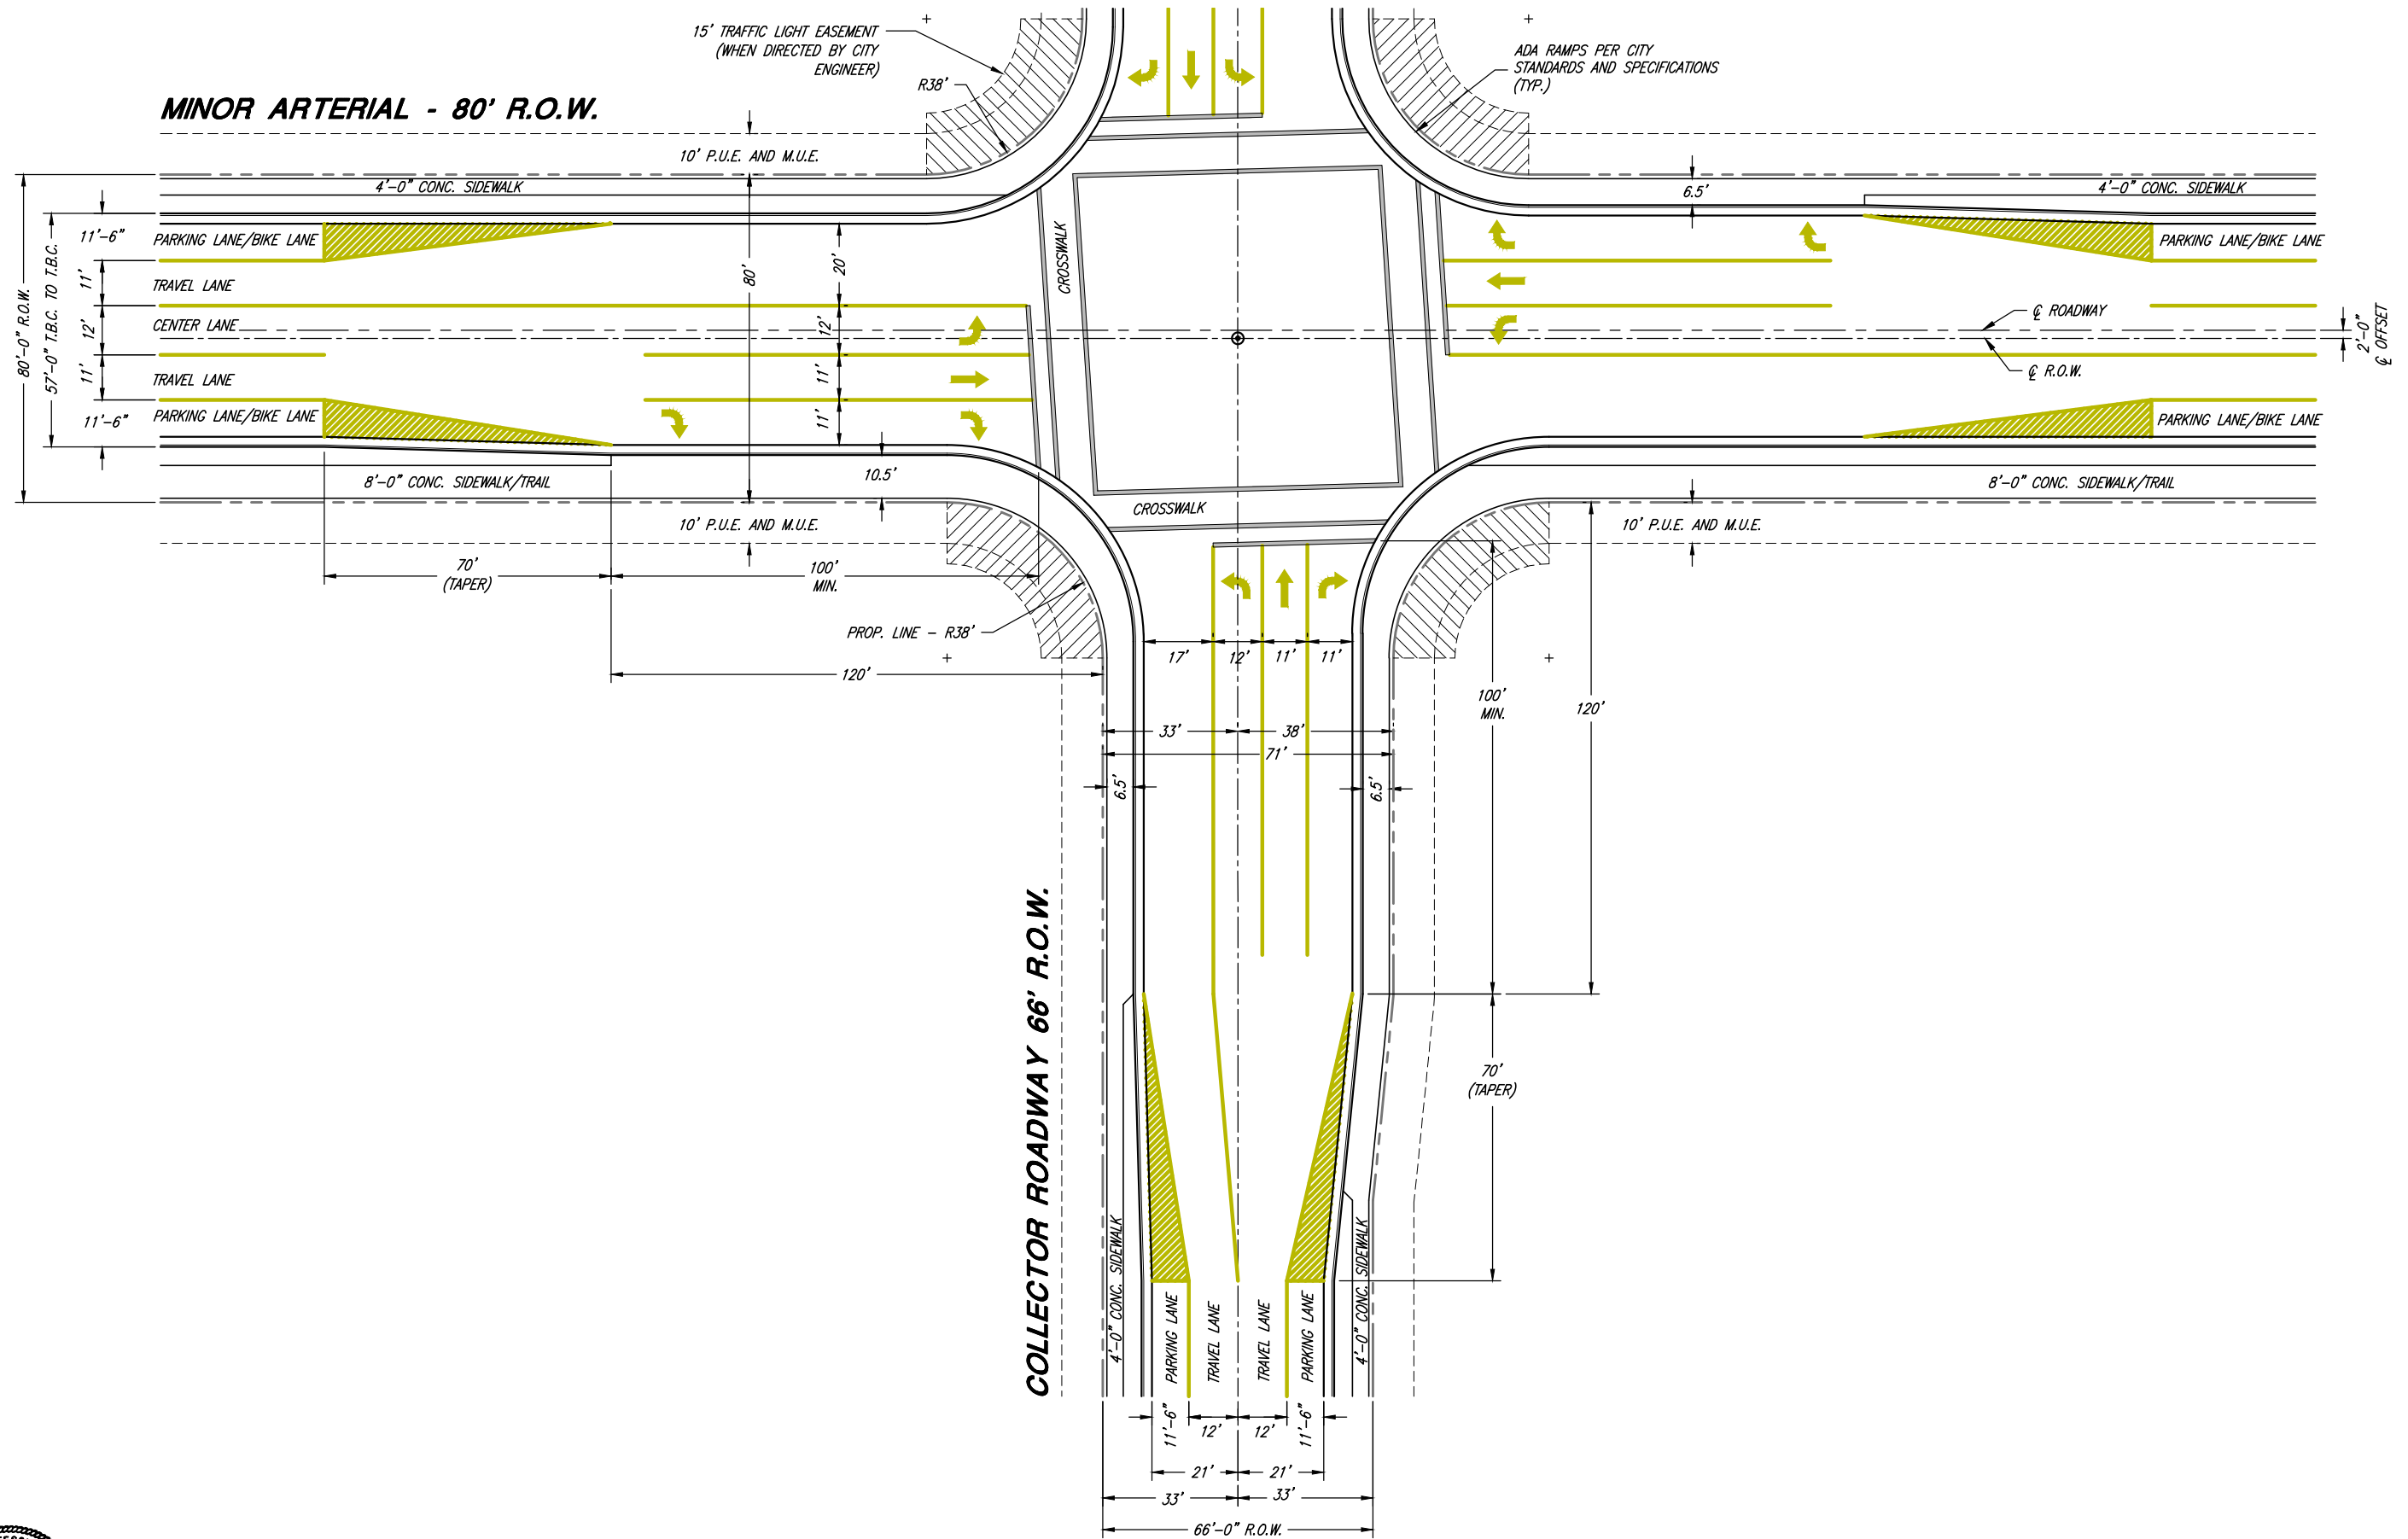 15' TRAFFIC LIGHT EASEMENT
(WHEN DIRECTED BY CITY
ENGINEER)
R38'
ADA RAMPS PER CITY
STANDARDS AND SPECIFICATIONS
(TYP.)
MINOR ARTERIAL - 80' R.O.W.
10' P.U.E. AND M.U.E.
4'-0" CONC. SIDEWALK
6.5'
4'-0" CONC. SIDEWALK
80'-0" R.O.W.
57'-0" T.B.C. TO T.B.C.
11'-6"
11'
12'
11'
11'-6"
PARKING LANE/BIKE LANE
TRAVEL LANE
CENTER LANE
TRAVEL LANE
PARKING LANE/BIKE LANE
80'
20'
12'
11'
11'
CROSSWALK
PARKING LANE/BIKE LANE
℄ ROADWAY
℄ R.O.W.
2'-0"
℄ OFFSET
PARKING LANE/BIKE LANE
8'-0" CONC. SIDEWALK/TRAIL
10.5'
8'-0" CONC. SIDEWALK/TRAIL
CROSSWALK
10' P.U.E. AND M.U.E.
10' P.U.E. AND M.U.E.
70'
(TAPER)
100'
MIN.
PROP. LINE - R38'
120'
17'
12'
11'
11'
100'
MIN.
120'
33'
38'
71'
6.5'
6.5'
COLLECTOR ROADWAY 66' R.O.W.
70'
(TAPER)
4'-0" CONC. SIDEWALK
PARKING LANE
TRAVEL LANE
TRAVEL LANE
PARKING LANE
4'-0" CONC. SIDEWALK
11'-6"
12'
12'
11'-6"
21'
21'
33'
33'
66'-0" R.O.W.